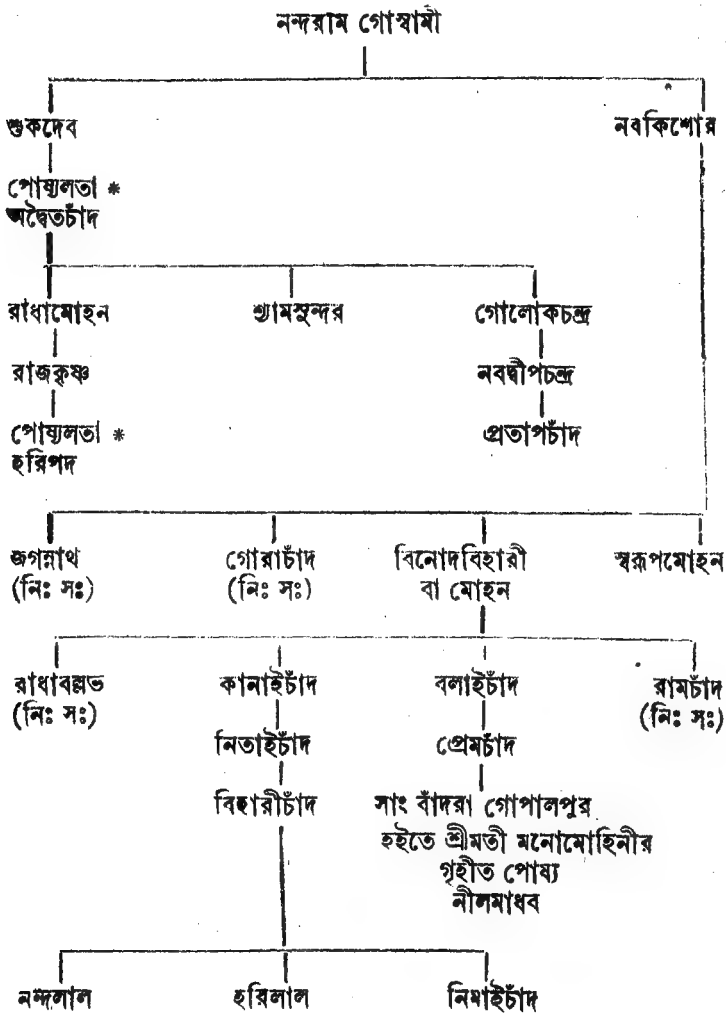 নন্দরাম গোস্বামী
শুকদেব নবকিশোর
পোষ্যলতা *
অদ্বৈতচাঁদ
রাধামোহন শ্যামসুন্দর গোলোকচন্দ্র
রাজকৃষ্ণ নবদ্বীপচন্দ্র
পোষ্যলতা * প্রতাপচাঁদ
হরিপদ
জগন্নাথ গোরাচাঁদ বিনোদবিহারী স্বরূপমোহন
(নিঃ সঃ) (নিঃ সঃ) বা মোহন
রাধাবল্লভ কানাইচাঁদ বলাইচাঁদ রামচাঁদ
(নিঃ সঃ) (নিঃ সঃ)
নিতাইচাঁদ প্রেমচাঁদ
বিহারীচাঁদ সাং বাঁদরা গোপালপুর
হইতে শ্রীমতী মনোমোহিনীর
গৃহীত পোষ্য
নীলমাধব
নন্দলাল হরিলাল নিমাইচাঁদ